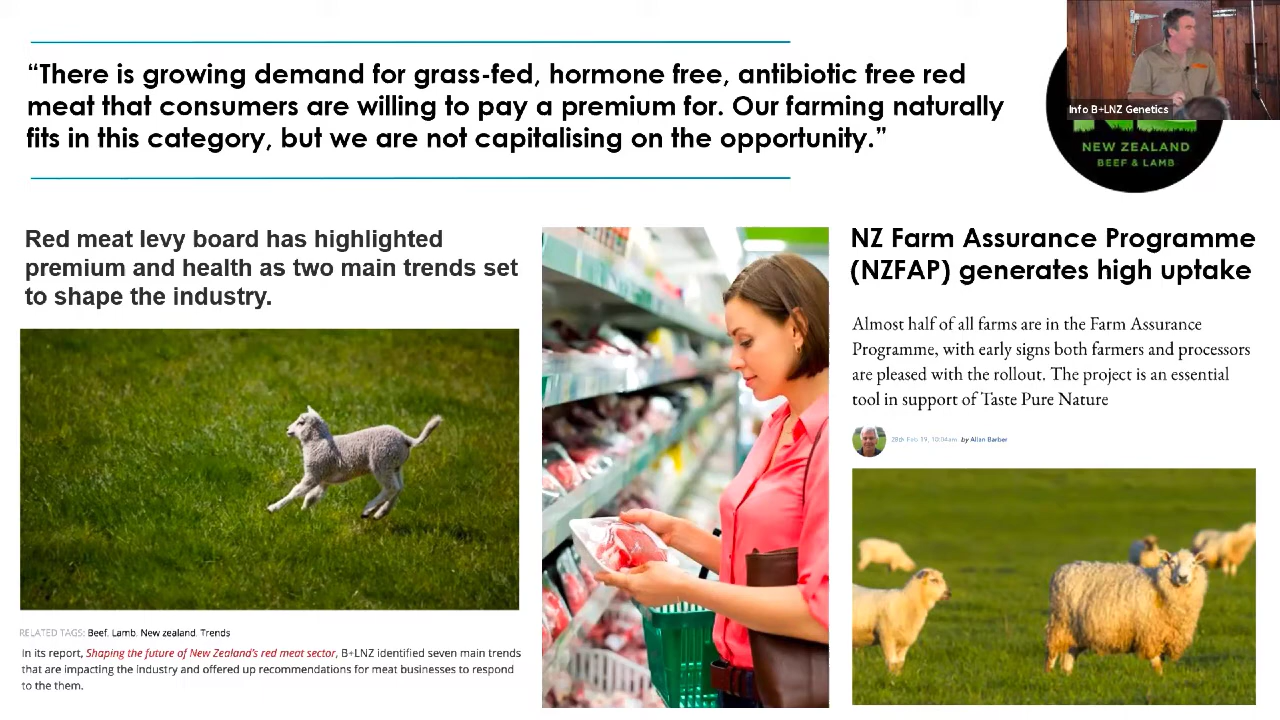 “There is growing demand for grass-fed, hormone free, antibiotic free red
meat that consumers are willing to pay a premium for. Our farming naturally
fits in this category, but we are not capitalising on the opportunity.”
Info B+LNZ Genetics
NEW ZEALAND
BEEF & LAMB
Red meat levy board has highlighted
premium and health as two main trends set
to shape the industry.
RELATED TAGS: Beef, Lamb, New zealand, Trends
In its report, Shaping the future of New Zealand's red meat sector, B+LNZ identified seven main trends
that are impacting the industry and offered up recommendations for meat businesses to respond
to the them.
NZ Farm Assurance Programme
(NZFAP) generates high uptake
Almost half of all farms are in the Farm Assurance
Programme, with early signs both farmers and processors
are pleased with the rollout. The project is an essential
tool in support of Taste Pure Nature
28th Feb 19, 10:04am by Allan Barber